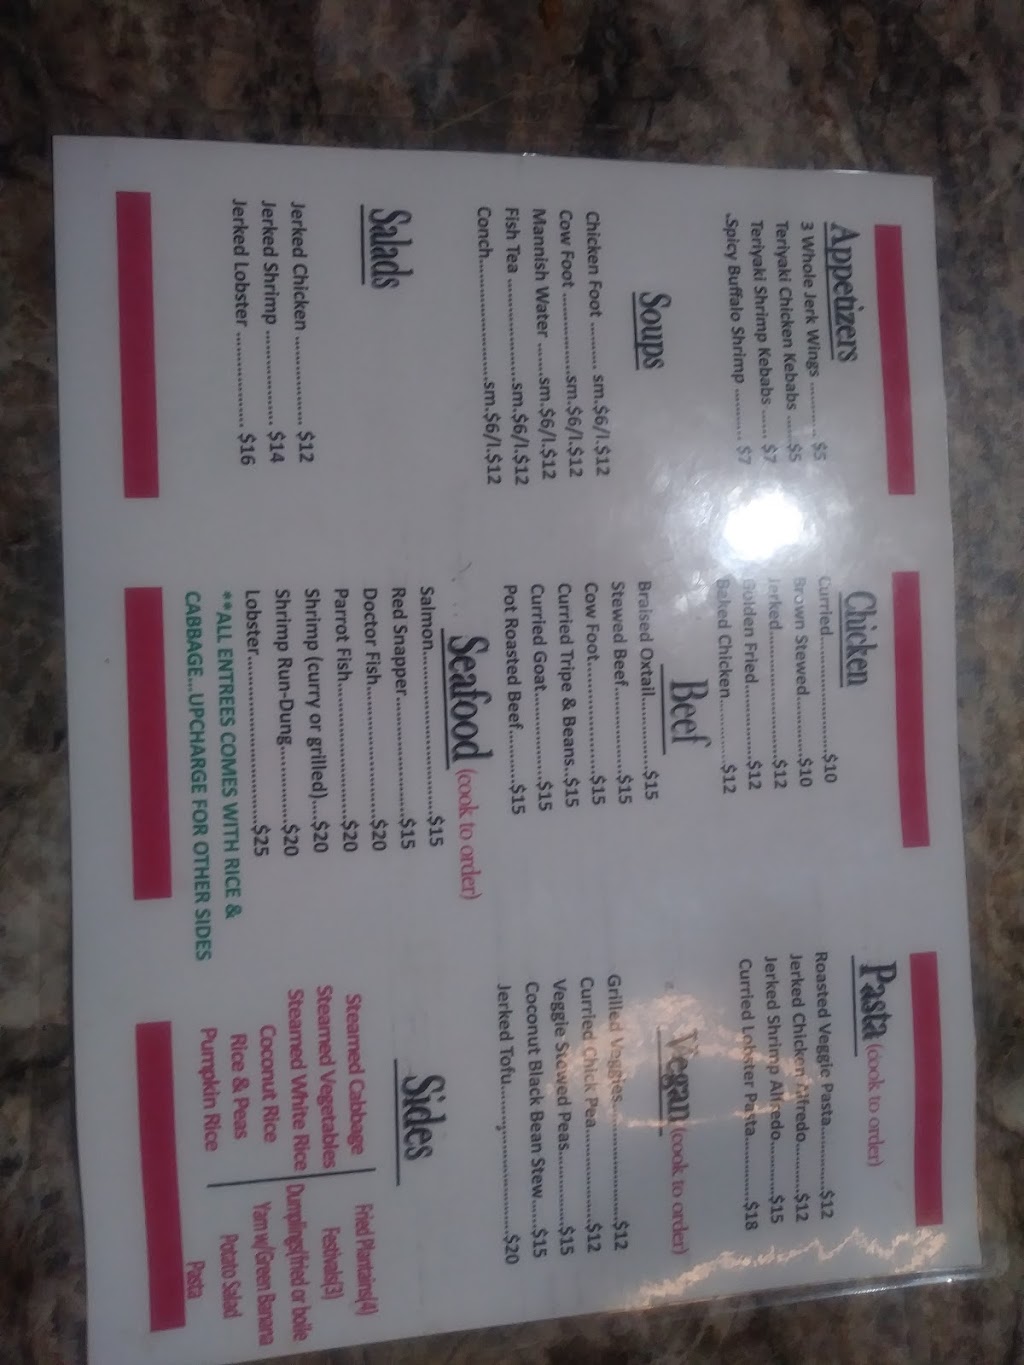 Appetizers
3 Whole Jerk Wings ........... $5
Teriyaki Chicken Kebabs ......$5
Teriyaki Shrimp Kebabs ...... $7
.Spicy Buffalo Shrimp .......... $7
Soups
Chicken Foot .......... sm.$6/l.$12
Cow Foot ...............sm.$6/l.$12
Mannish Water .......sm.$6/l.$12
Fish Tea ..................sm.$6/l.$12
Conch.....................sm.$6/l.$12
Salads
Jerked Chicken .................. $12
Jerked Shrimp ................... $14
Jerked Lobster ................... $16
Chicken
Curried......................$10
Brown Stewed..........$10
Jerked........................$12
Golden Fried.............$12
Baked Chicken...........$12
Beef
Braised Oxtail.............$15
Stewed Beef...............$15
Cow Foot....................$15
Curried Tripe & Beans..$15
Curried Goat...............$15
Pot Roasted Beef........$15
Seafood (cook to order)
Salmon.............................$15
Red Snapper.....................$15
Doctor Fish.......................$20
Parrot Fish........................$20
Shrimp (curry or grilled)....$20
Shrimp Run-Dung.............$20
Lobster.............................$25
**ALL ENTREES COMES WITH RICE &
CABBAGE...UPCHARGE FOR OTHER SIDES
Pasta (cook to order)
Roasted Veggie Pasta.............$12
Jerked Chicken Alfredo..........$12
Jerked Shrimp Alfredo...........$15
Curried Lobster Pasta.............$18
Vegan (cook to order)
Grilled Veggies......................$12
Curried Chick Pea..................$12
Veggie Stewed Peas..............$15
Coconut Black Bean Stew......$15
Jerked Tofu...........................$20
Sides
Steamed Cabbage
Steamed Vegetables
Steamed White Rice
Coconut Rice
Rice & Peas
Pumpkin Rice
Fried Plantains(4)
Festivals(3)
Dumplings(fried or boile
Yam w/Green Banana
Potato Salad
Pasta